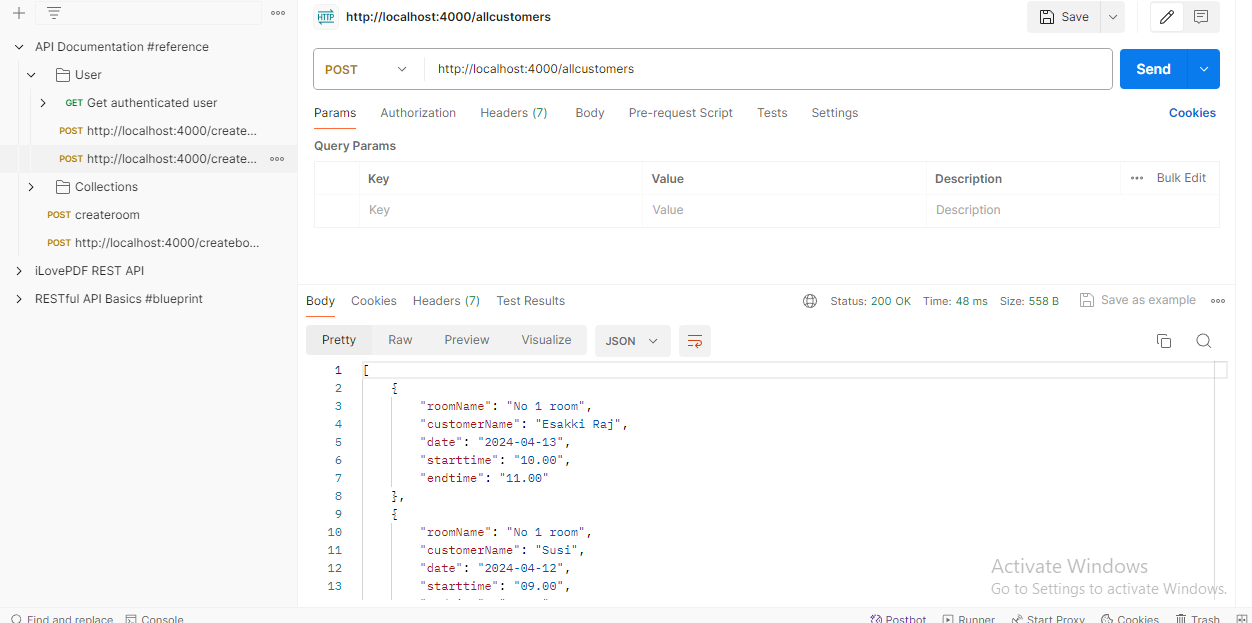 http://localhost:4000/allcustomers
Save
API Documentation #reference
User
GET Get authenticated user
POST http://localhost:4000/create...
POST http://localhost:4000/create...
Collections
POST createroom
POST http://localhost:4000/createbo...
iLovePDF REST API
RESTful API Basics #blueprint
POST http://localhost:4000/allcustomers Send
Params Authorization Headers (7) Body Pre-request Script Tests Settings Cookies
Query Params
Key Value Description Bulk Edit
Key Value Description
Body Cookies Headers (7) Test Results Status: 200 OK Time: 48 ms Size: 558 B Save as example
Pretty Raw Preview Visualize JSON
1 [
2 {
3 "roomName": "No 1 room",
4 "customerName": "Esakki Raj",
5 "date": "2024-04-13",
6 "starttime": "10.00",
7 "endtime": "11.00"
8 },
9 {
10 "roomName": "No 1 room",
11 "customerName": "Susi",
12 "date": "2024-04-12",
13 "starttime": "09.00",
Activate Windows
Go to Settings to activate Windows.
Find and replace Console Postbot Runner Start Proxy Cookies Trash